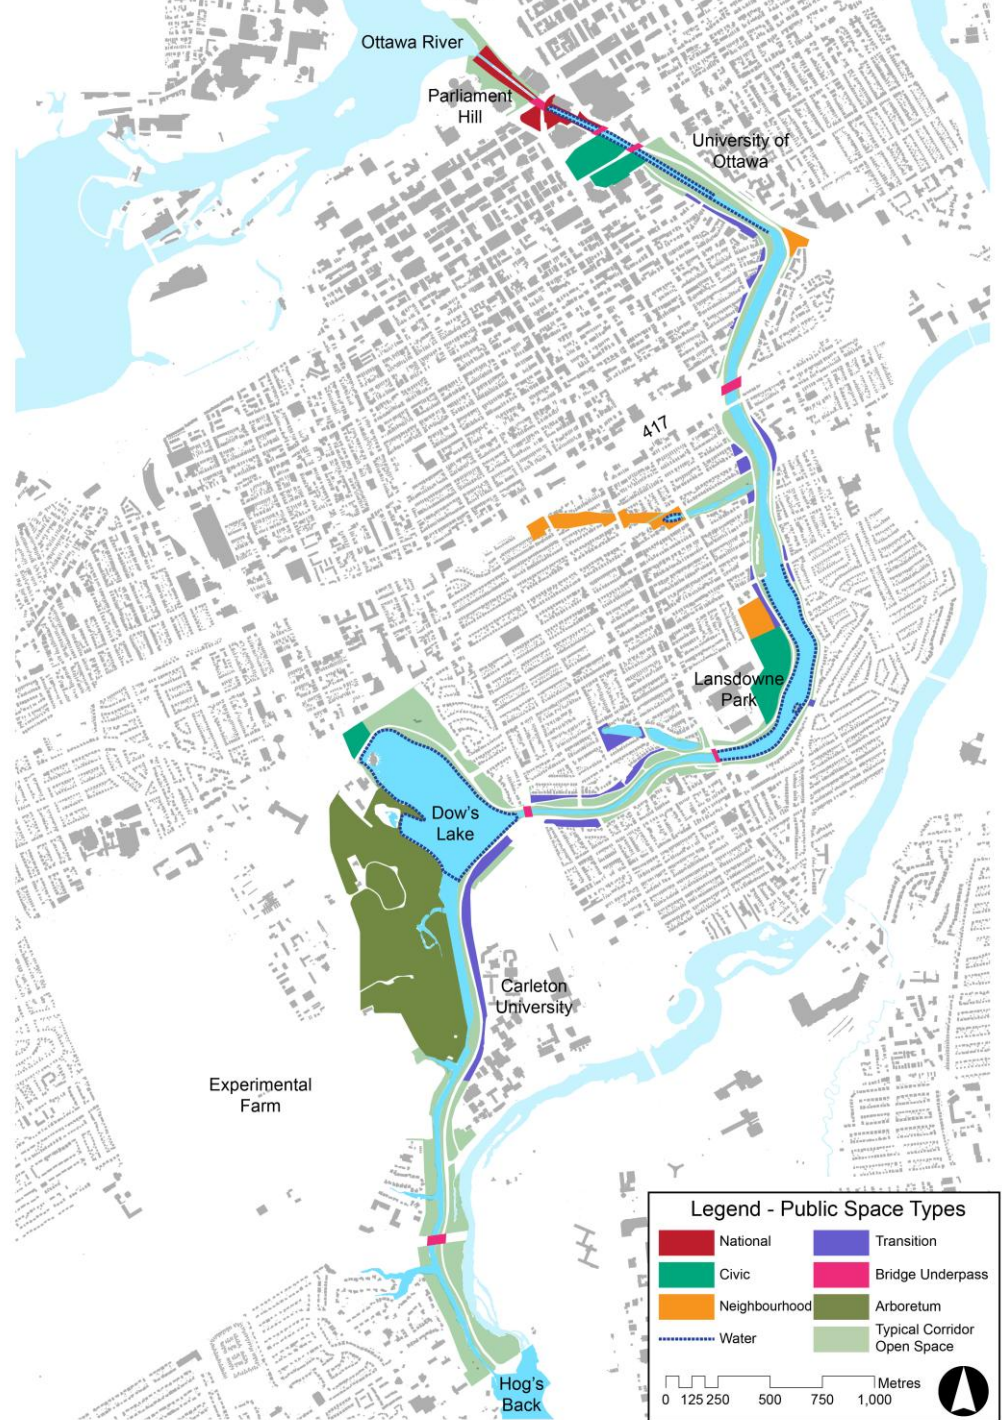 Ottawa River
Parliament
Hill
University of
Ottawa
417
Lansdowne
Park
Dow's
Lake
Carleton
University
Experimental
Farm
Hog's
Back
Legend - Public Space Types
National
Transition
Civic
Bridge Underpass
Neighbourhood
Arboretum
Water
Typical Corridor
Open Space
Metres
0 125 250 500 750 1,000